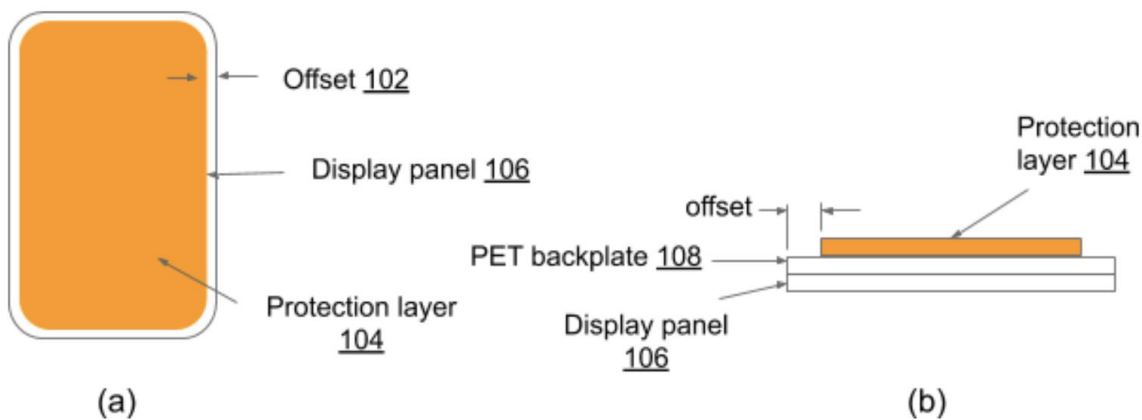 Offset 102
Display panel 106
Protection layer
104
(a)
Protection
layer 104
offset
PET backplate 108
Display panel
106
(b)